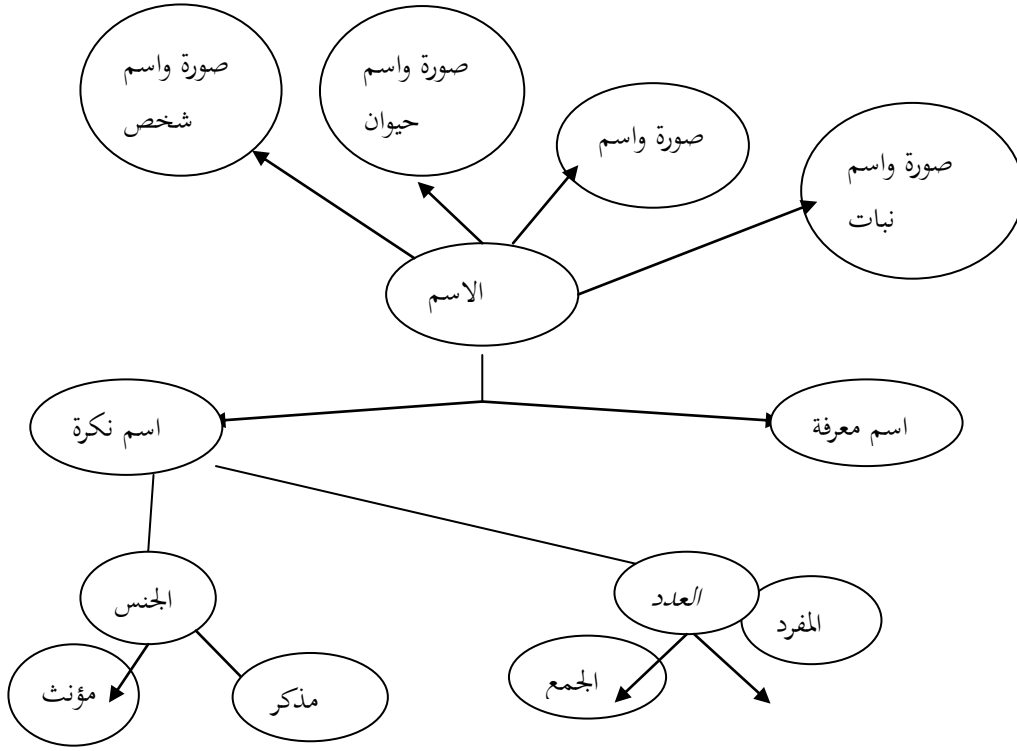 صورة واسم
شخص
صورة واسم
حيوان
صورة واسم
صورة واسم
نبات
الاسم
اسم نكرة
اسم معرفة
الجنس
العدد
المفرد
مؤنث
مذكر
الجمع